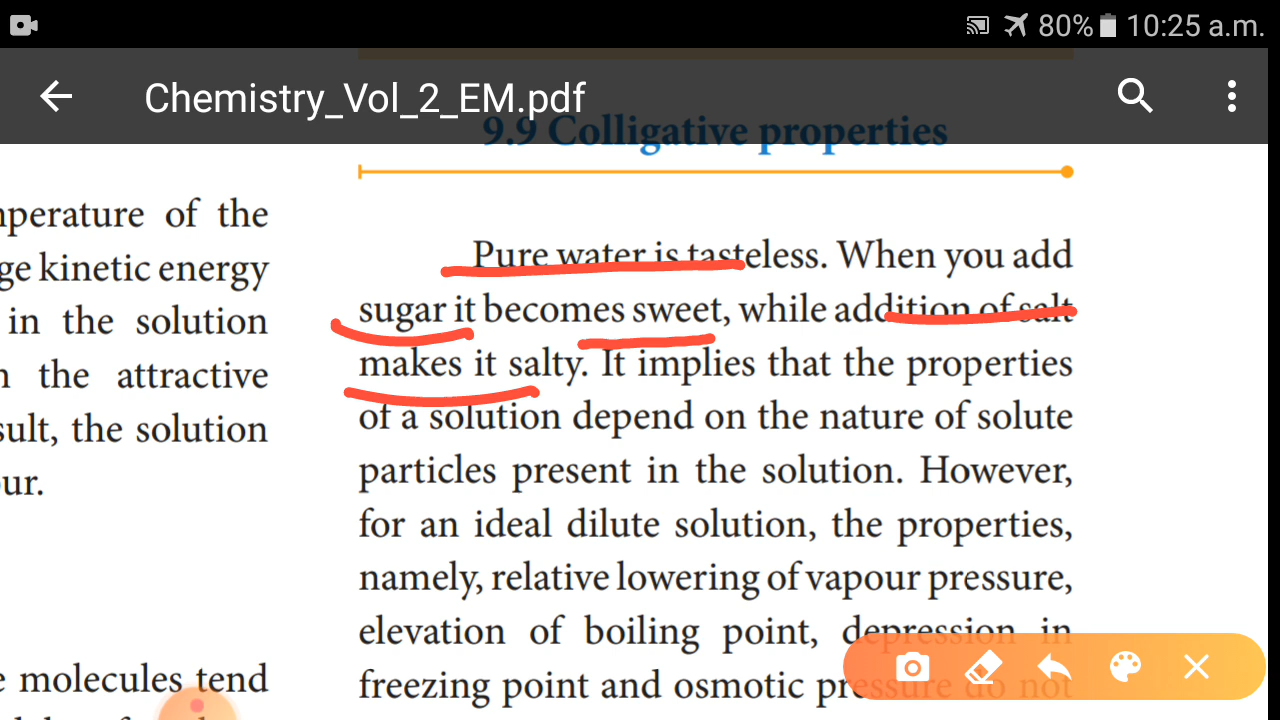 80% 10:25 a.m.
Chemistry_Vol_2_EM.pdf
9.9 Colligative properties
perature of the
ge kinetic energy
in the solution
the attractive
sult, the solution
ur.
molecules tend
Pure water is tasteless. When you add
sugar it becomes sweet, while addition of salt
makes it salty. It implies that the properties
of a solution depend on the nature of solute
particles present in the solution. However,
for an ideal dilute solution, the properties,
namely, relative lowering of vapour pressure,
elevation of boiling point, depression in
freezing point and osmotic pressure do not